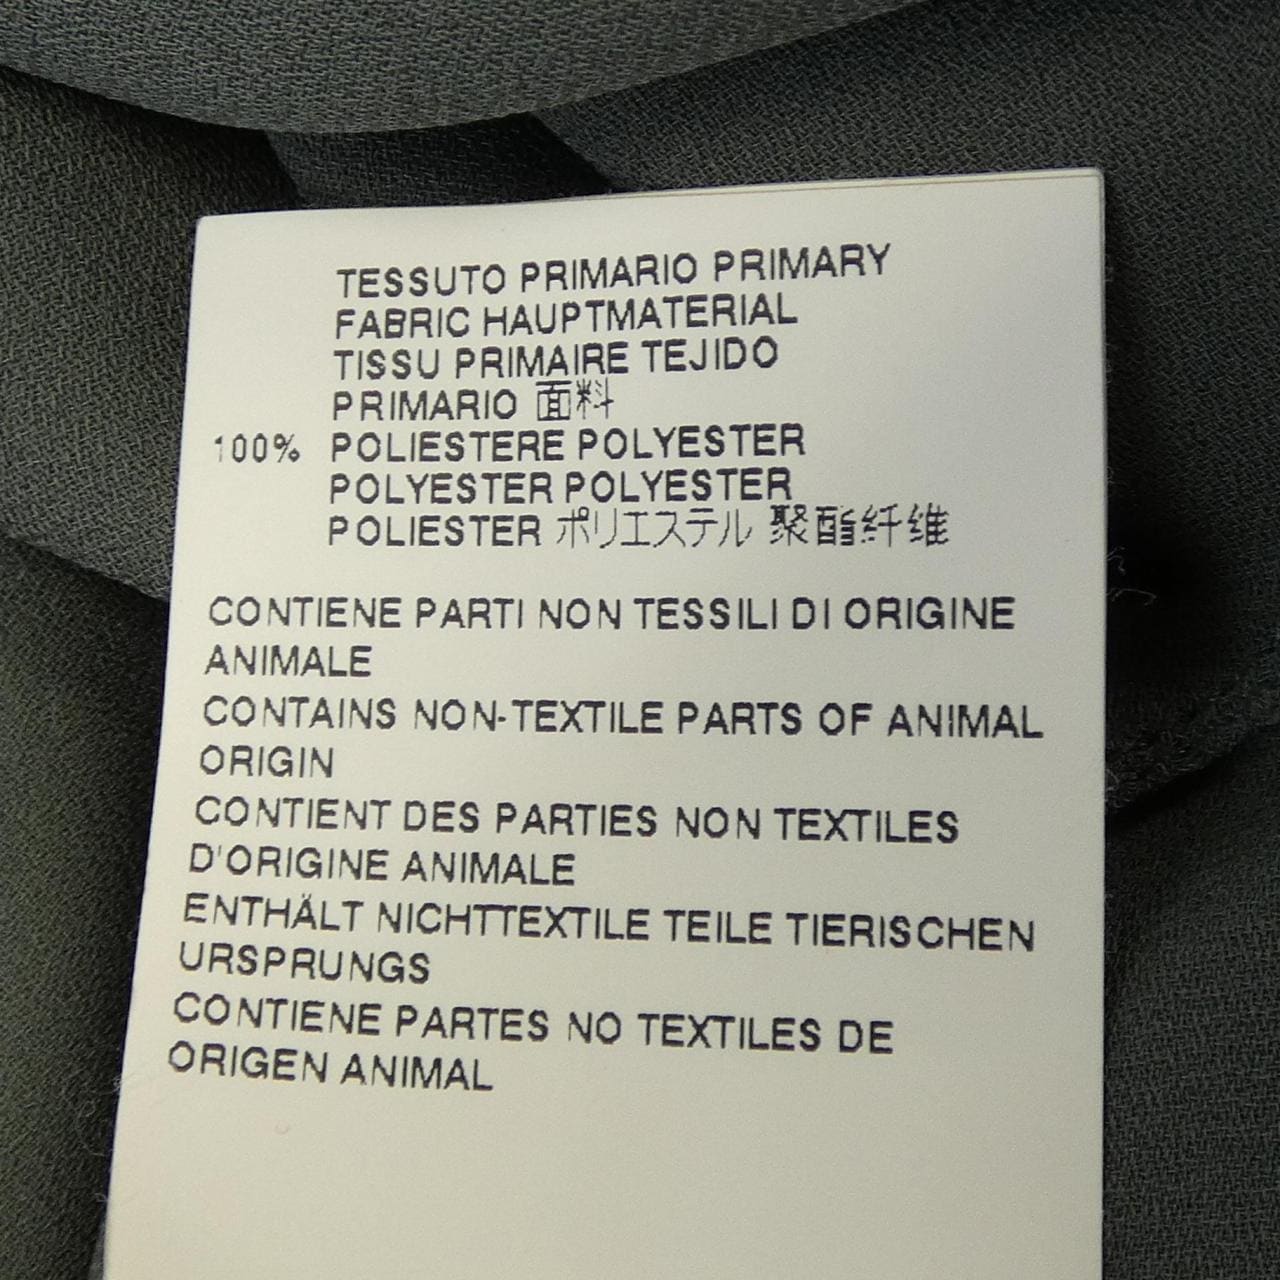 TESSUTO PRIMARIO PRIMARY
FABRIC HAUPTMATERIAL
TISSU PRIMAIRE TEJIDO
PRIMARIO 面料
100% POLIESTERE POLYESTER
POLYESTER POLYESTER
POLIESTER ポリエステル 聚酯纤维
CONTIENE PARTI NON TESSILI DI ORIGINE
ANIMALE
CONTAINS NON-TEXTILE PARTS OF ANIMAL
ORIGIN
CONTIENT DES PARTIES NON TEXTILES
D'ORIGINE ANIMALE
ENTHÄLT NICHTTEXTILE TEILE TIERISCHEN
URSPRUNGS
CONTIENE PARTES NO TEXTILES DE
ORIGEN ANIMAL